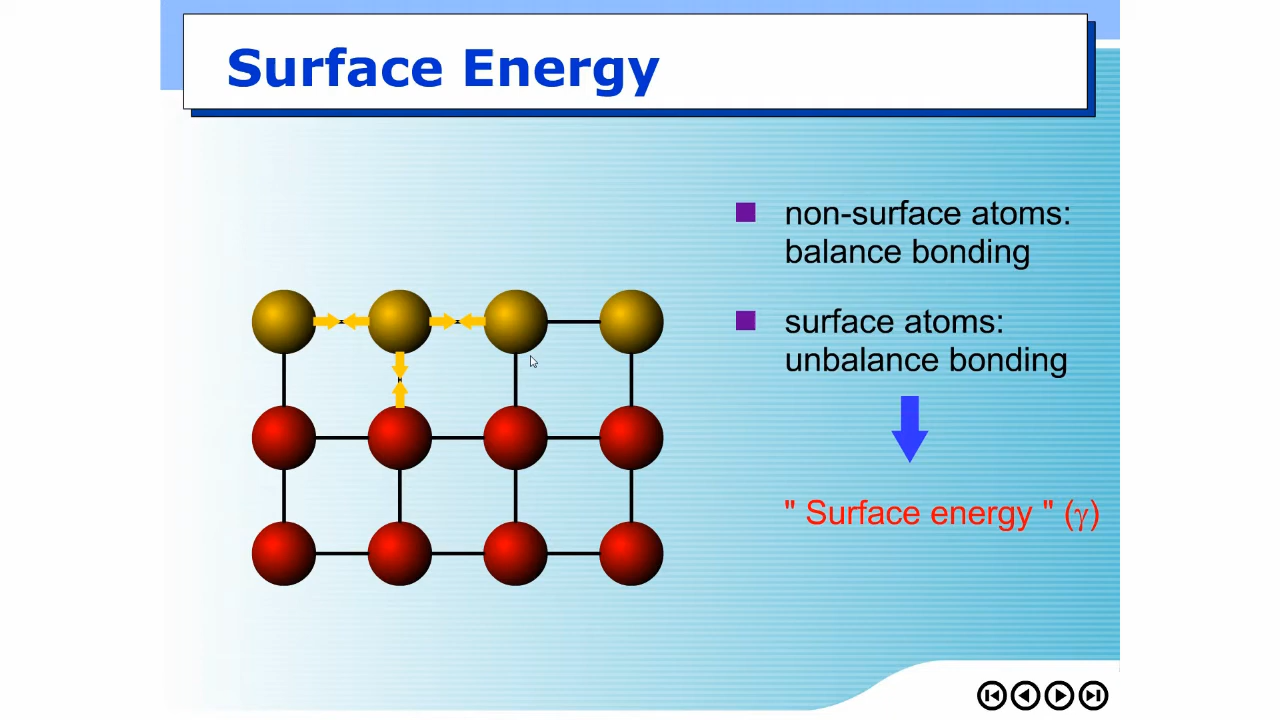 Surface Energy
non-surface atoms:
balance bonding
surface atoms:
unbalance bonding
" Surface energy " (γ)